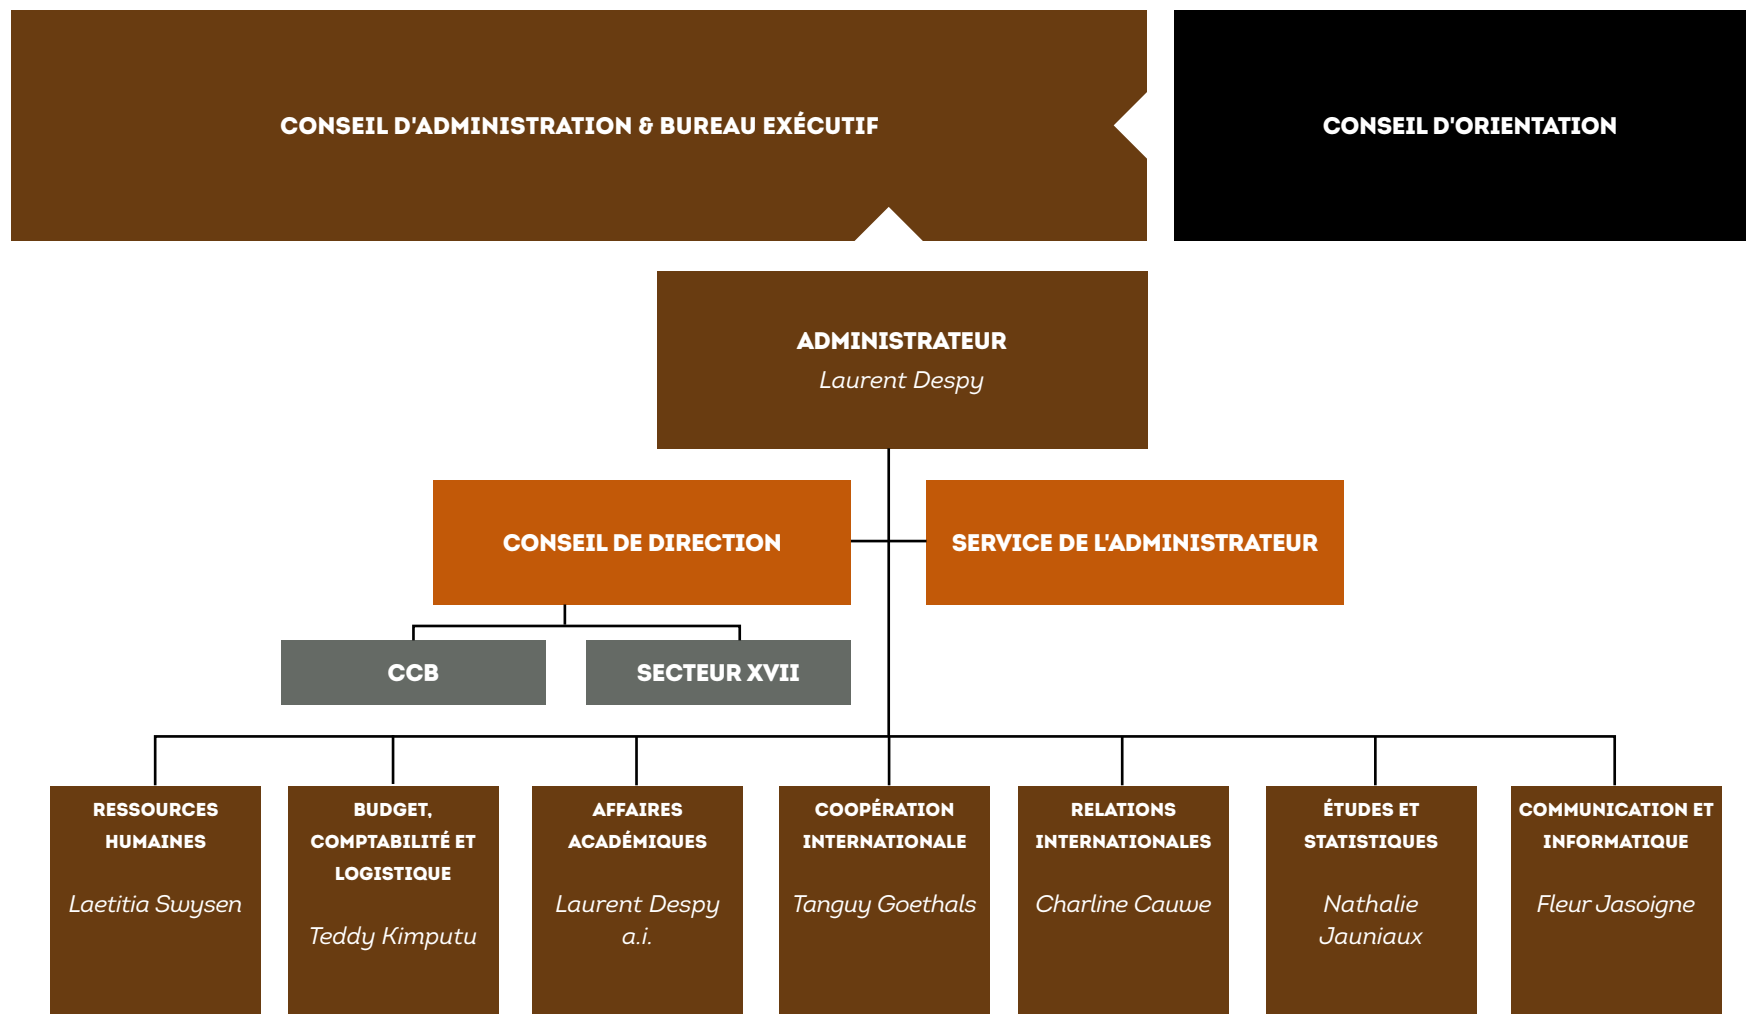 CONSEIL D'ADMINISTRATION & BUREAU EXÉCUTIF
CONSEIL D'ORIENTATION
ADMINISTRATEUR
Laurent Despy
CONSEIL DE DIRECTION
SERVICE DE L'ADMINISTRATEUR
CCB
SECTEUR XVII
RESSOURCES
HUMAINES
Laetitia Swysen
BUDGET,
COMPTABILITÉ ET
LOGISTIQUE
Teddy Kimputu
AFFAIRES
ACADÉMIQUES
Laurent Despy
a.i.
COOPÉRATION
INTERNATIONALE
Tanguy Goethals
RELATIONS
INTERNATIONALES
Charline Cauwe
ÉTUDES ET
STATISTIQUES
Nathalie
Jauniaux
COMMUNICATION ET
INFORMATIQUE
Fleur Jasoigne